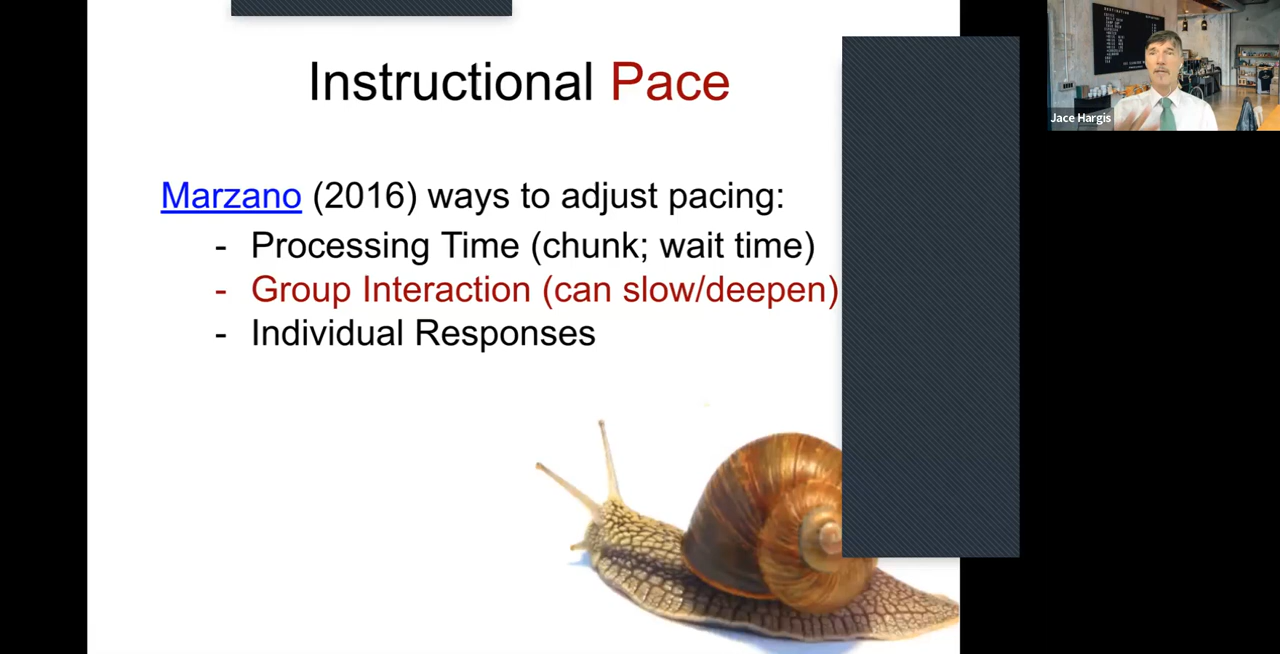 Instructional Pace
Marzano (2016) ways to adjust pacing:
- Processing Time (chunk; wait time)
- Group Interaction (can slow/deepen)
- Individual Responses
Jace Hargis